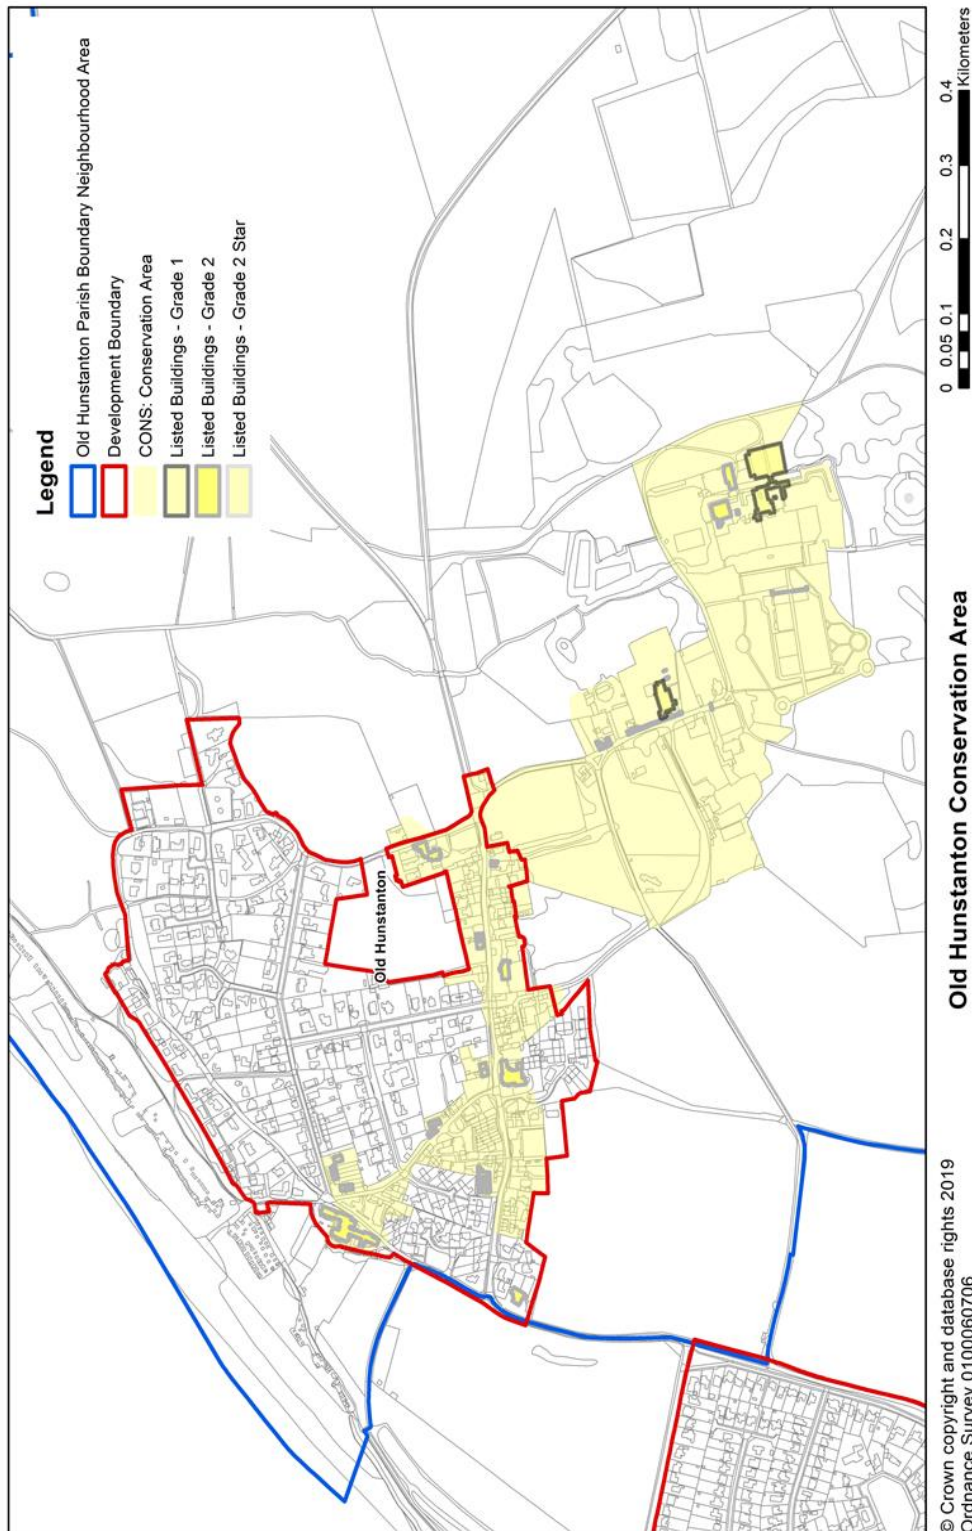 Legend
Old Hunstanton Parish Boundary Neighbourhood Area
Development Boundary
CONS: Conservation Area
Listed Buildings - Grade 1
Listed Buildings - Grade 2
Listed Buildings - Grade 2 Star
Old Hunstanton
Old Hunstanton Conservation Area
© Crown copyright and database rights 2019
Ordnance Survey 0100060706
0 0.05 0.1 0.2 0.3 0.4
Kilometers